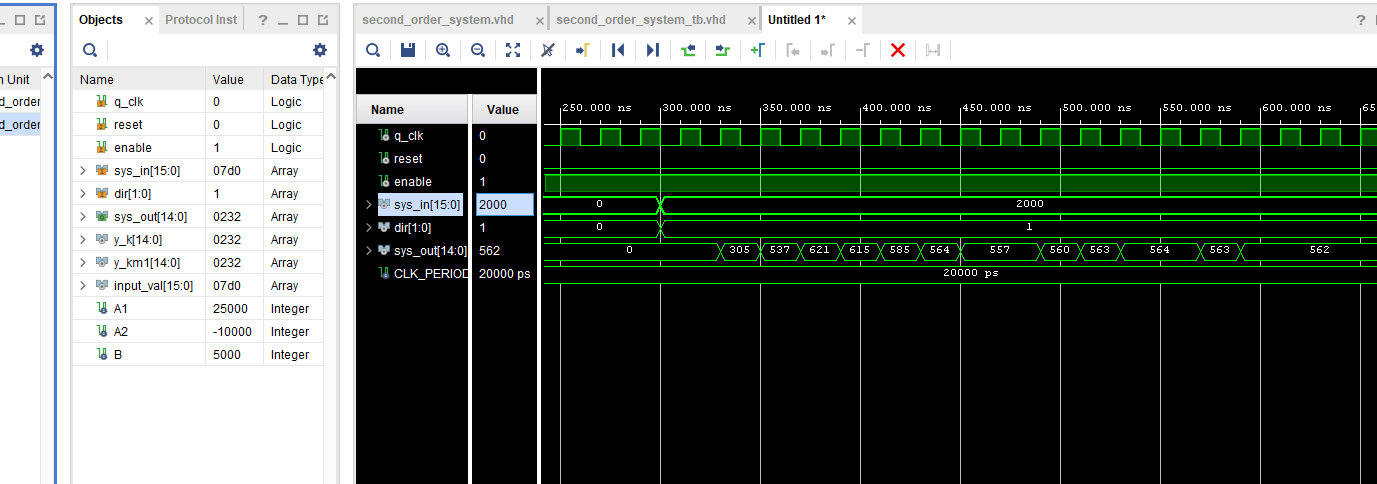 Objects × Protocol Inst ? _
n Unit
d_order
d_order
Name Value Data Type
q_clk 0 Logic
reset 0 Logic
enable 1 Logic
sys_in[15:0] 07d0 Array
dir[1:0] 1 Array
sys_out[14:0] 0232 Array
y_k[14:0] 0232 Array
y_km1[14:0] 0232 Array
input_val[15:0] 07d0 Array
A1 25000 Integer
A2 -10000 Integer
B 5000 Integer
second_order_system.vhd × second_order_system_tb.vhd × Untitled 1* × ?
Name Value
250.000 ns 300.000 ns 350.000 ns 400.000 ns 450.000 ns 500.000 ns 550.000 ns 600.000 ns 65
q_clk 0
reset 0
enable 1
sys_in[15:0] 2000 0 2000
dir[1:0] 1 0 1
sys_out[14:0] 562 0 305 537 621 615 585 564 557 560 563 564 563 562
CLK_PERIOD 20000 ps 20000 ps